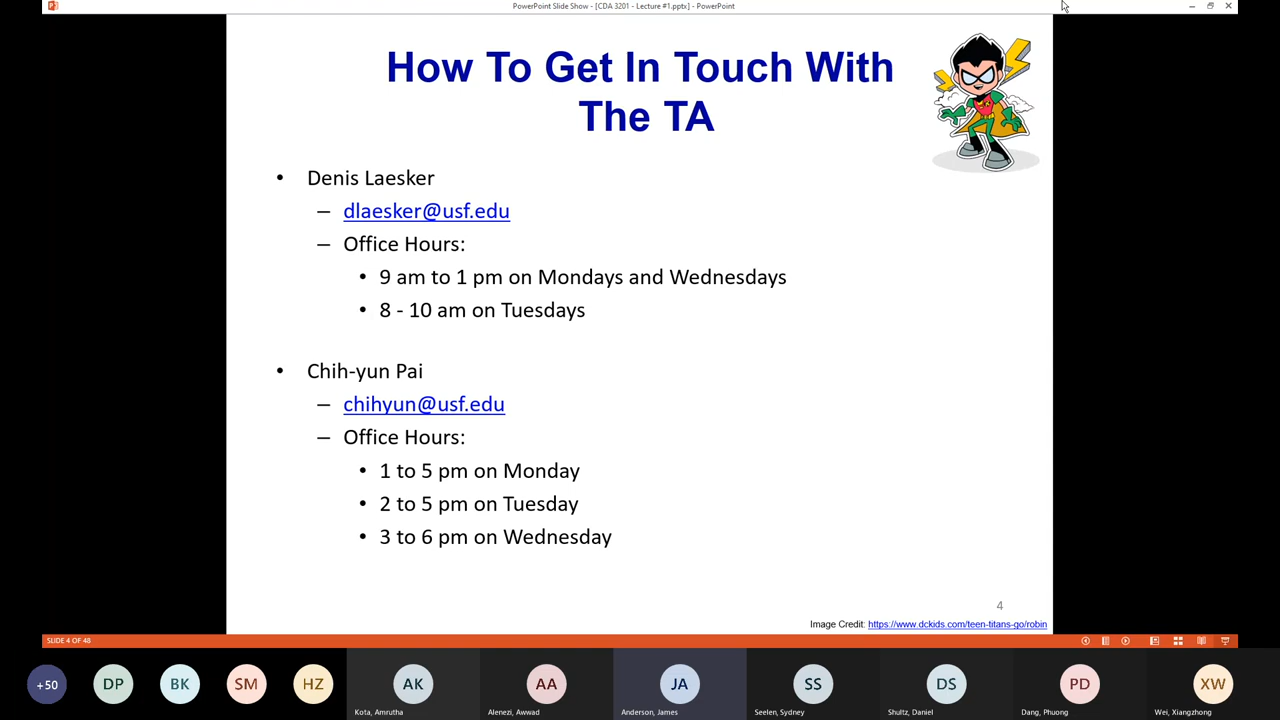 PowerPoint Slide Show - [CDA 3201 - Lecture #1.pptx] - PowerPoint
How To Get In Touch With
The TA
• Denis Laesker
– dlaesker@usf.edu
– Office Hours:
• 9 am to 1 pm on Mondays and Wednesdays
• 8 - 10 am on Tuesdays
• Chih-yun Pai
– chihyun@usf.edu
– Office Hours:
• 1 to 5 pm on Monday
• 2 to 5 pm on Tuesday
• 3 to 6 pm on Wednesday
4
Image Credit: https://www.dckids.com/teen-titans-go/robin
SLIDE 4 OF 48
+50 DP BK SM HZ AK AA JA SS DS PD XW
Kota, Amrutha Alenezi, Awwad Anderson, James Seelen, Sydney Shultz, Daniel Dang, Phuong Wei, Xiangzhong